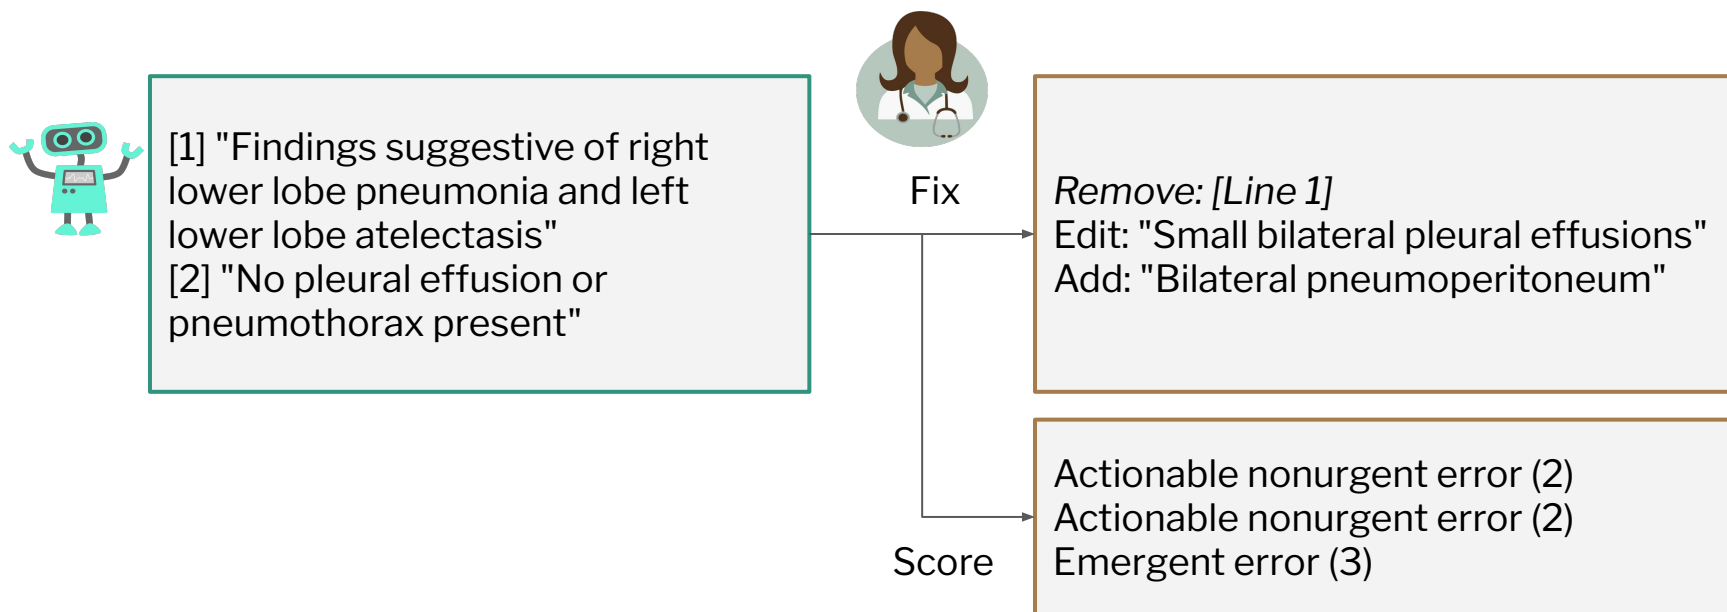 [1] "Findings suggestive of right
lower lobe pneumonia and left
lower lobe atelectasis"
[2] "No pleural effusion or
pneumothorax present"
Fix
Remove: [Line 1]
Edit: "Small bilateral pleural effusions"
Add: "Bilateral pneumoperitoneum"
Score
Actionable nonurgent error (2)
Actionable nonurgent error (2)
Emergent error (3)